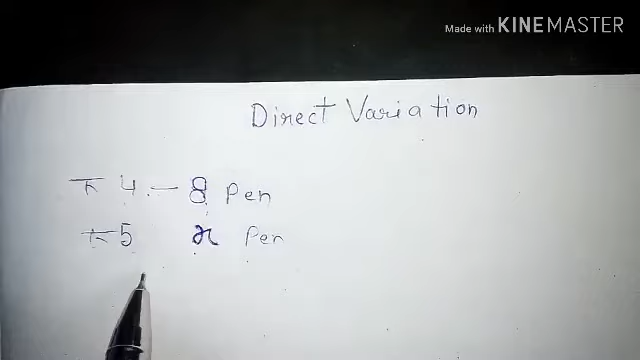 Made with KINEMASTER
Direct Variation
₹ 4 — 8 Pen
₹ 5 x Pen